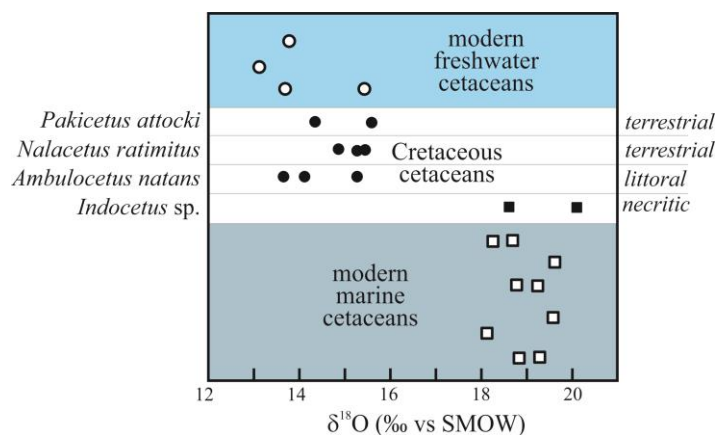 modern
freshwater
cetaceans
Pakicetus attocki
terrestrial
Nalacetus ratimitus
terrestrial
Cretaceous
cetaceans
Ambulocetus natans
littoral
Indocetus sp.
necritic
modern
marine
cetaceans
12 14 16 18 20
δ¹⁸O (‰ vs SMOW)